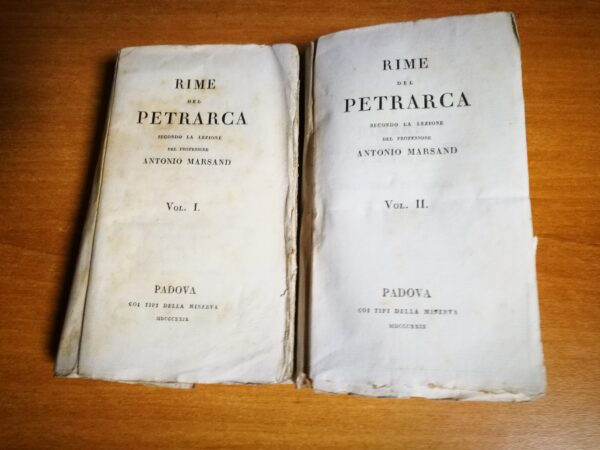 RIME
DEL
PETRARCA
SECONDO LA LEZIONE
DEL PROFESSORE
ANTONIO MARSAND
VOL. I.
PADOVA
COI TIPI DELLA MINERVA
MDCCCXXIX
RIME
DEL
PETRARCA
SECONDO LA LEZIONE
DEL PROFESSORE
ANTONIO MARSAND
VOL. II.
PADOVA
COI TIPI DELLA MINERVA
MDCCCXXIX